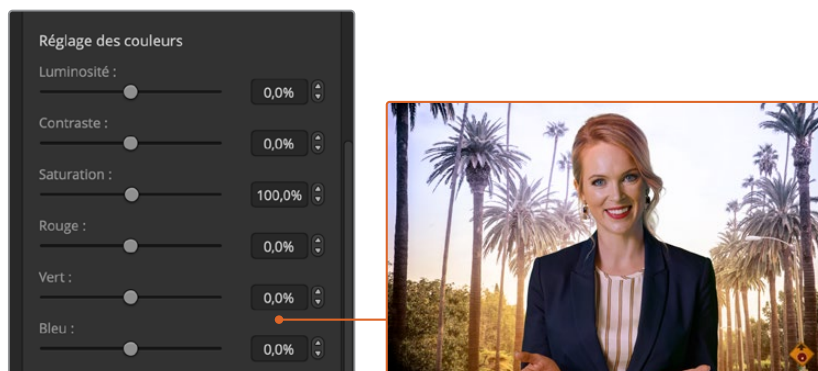 Réglage des couleurs
Luminosité :
0,0%
Contraste :
0,0%
Saturation :
100,0%
Rouge :
0,0%
Vert :
0,0%
Bleu :
0,0%